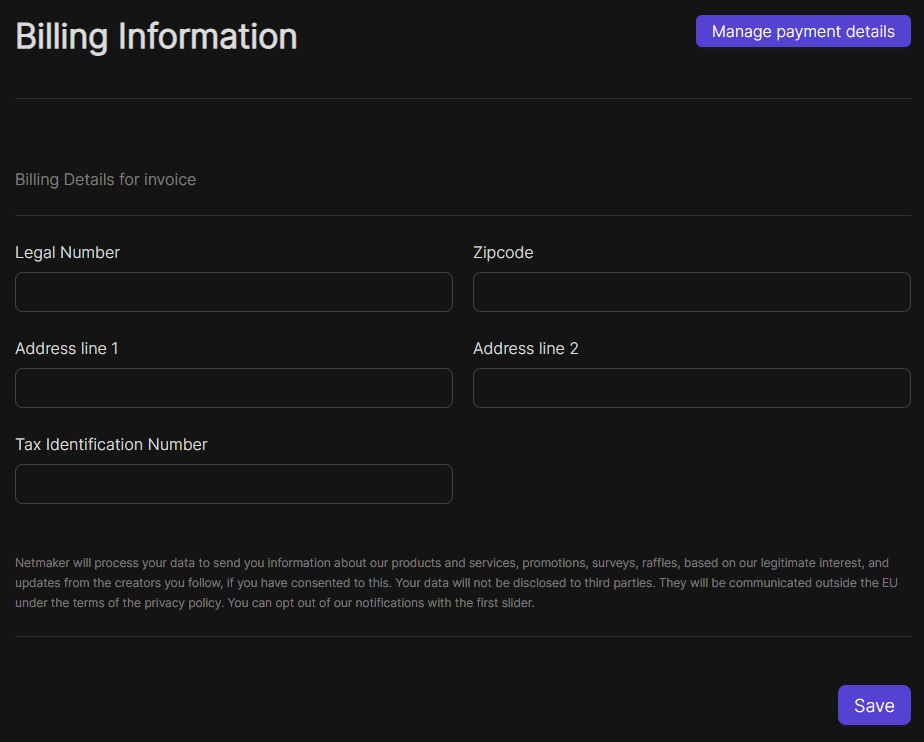 Billing Information
Manage payment details
Billing Details for invoice
Legal Number
Zipcode
Address line 1
Address line 2
Tax Identification Number
Netmaker will process your data to send you information about our products and services, promotions, surveys, raffles, based on our legitimate interest, and
updates from the creators you follow, if you have consented to this. Your data will not be disclosed to third parties. They will be communicated outside the EU
under the terms of the privacy policy. You can opt out of our notifications with the first slider.
Save